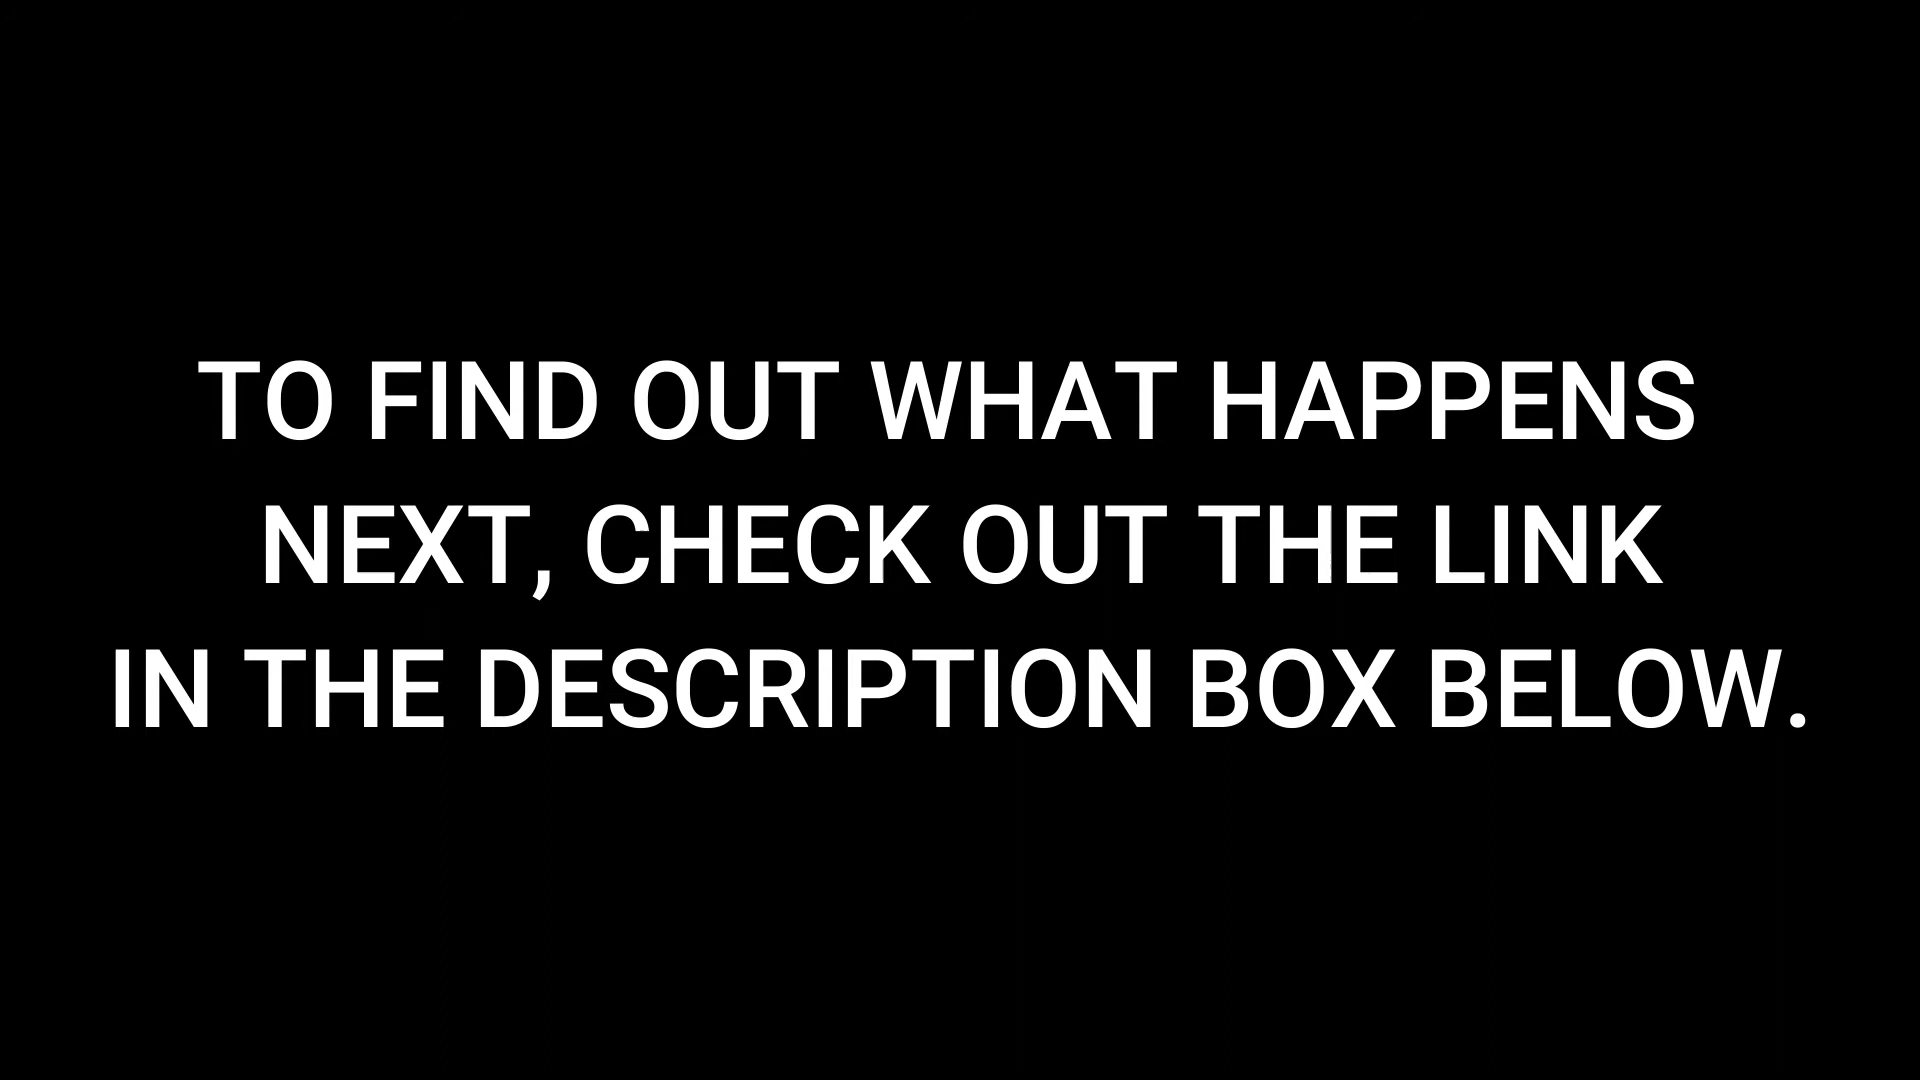 TO FIND OUT WHAT HAPPENS
NEXT, CHECK OUT THE LINK
IN THE DESCRIPTION BOX BELOW.